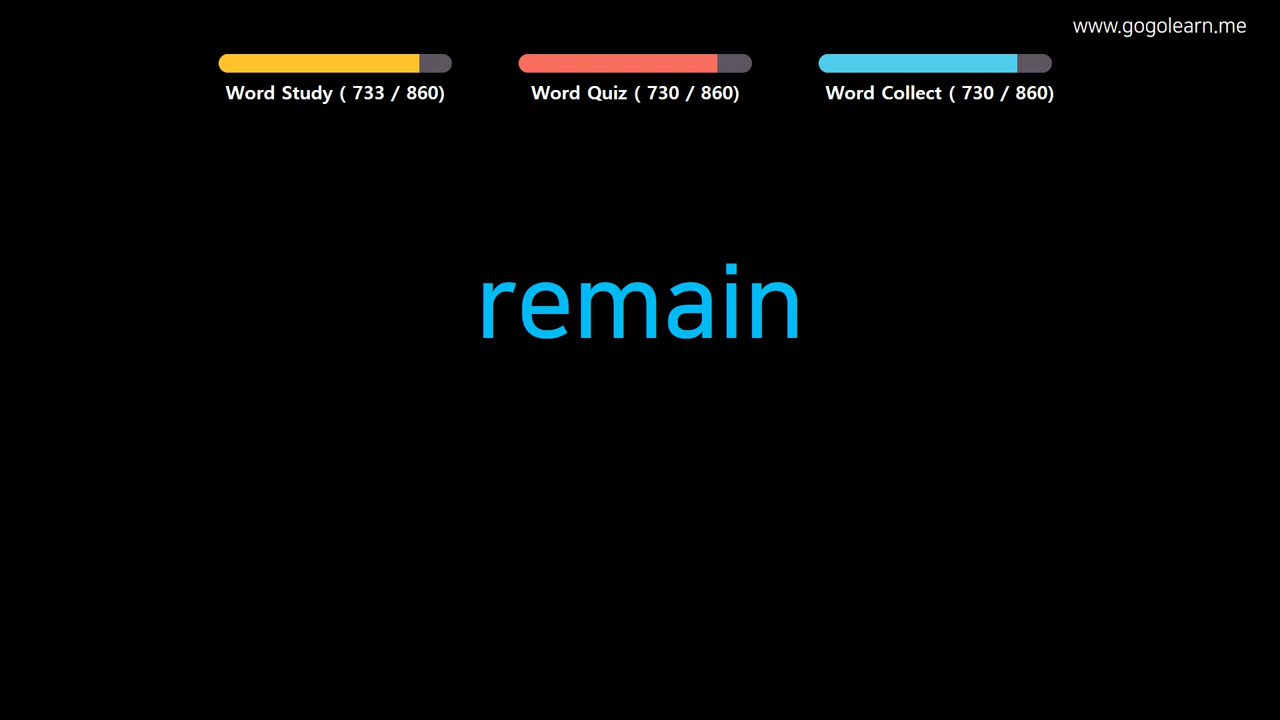 www.gogolearn.me
Word Study ( 733 / 860)
Word Quiz ( 730 / 860)
Word Collect ( 730 / 860)
remain